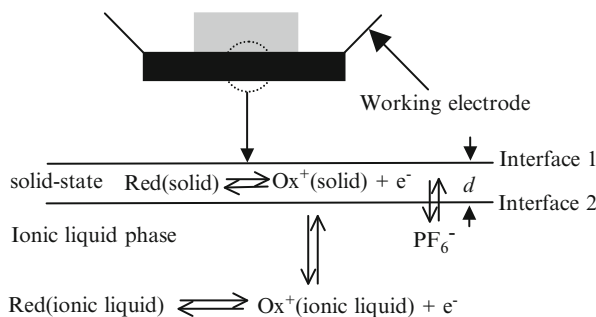 Working electrode
Interface 1
solid-state Red(solid) ⇌ Ox⁺(solid) + e⁻ d
Interface 2
Ionic liquid phase PF₆⁻
Red(ionic liquid) ⇌ Ox⁺(ionic liquid) + e⁻